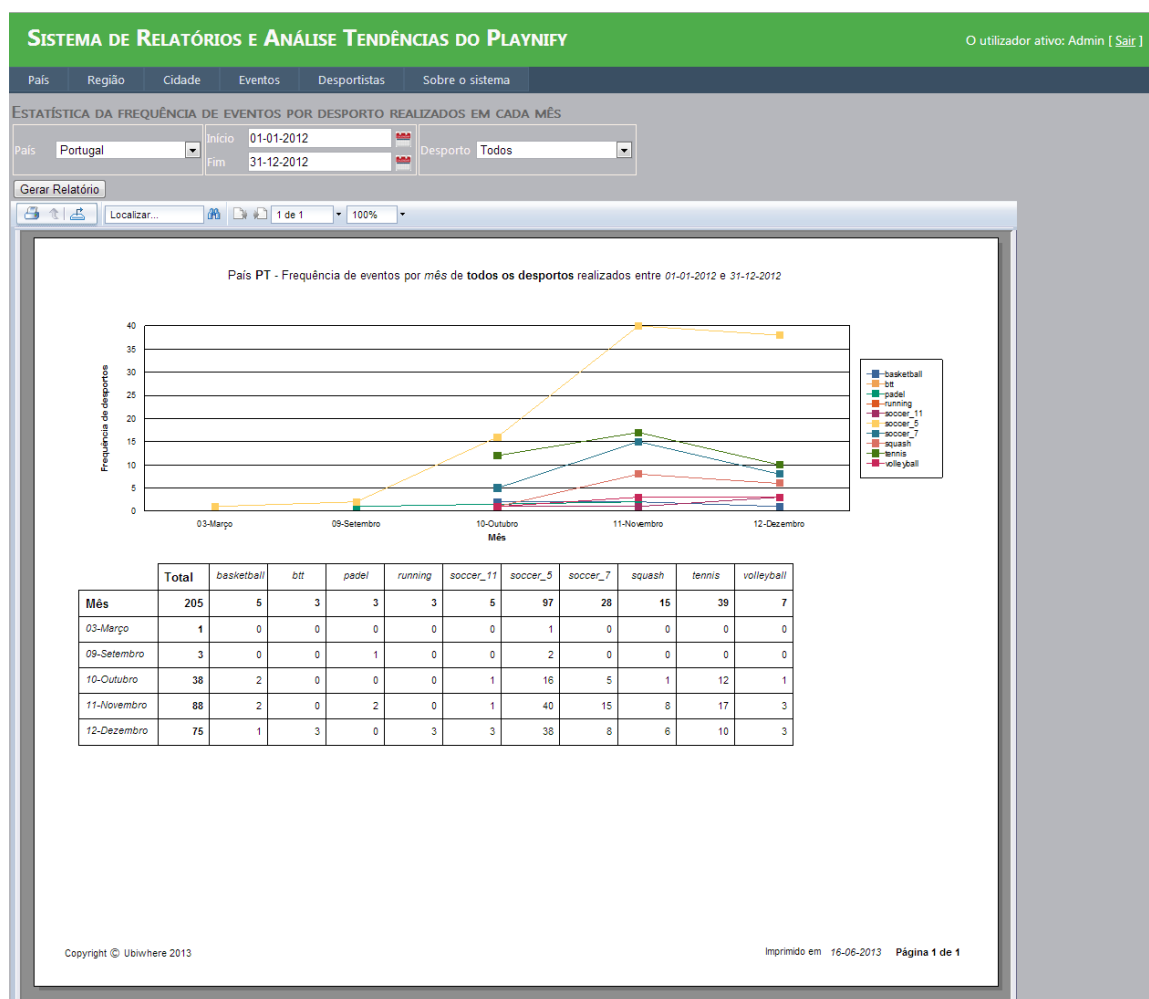 Sistema de Relatórios e Análise Tendências do Playnify
O utilizador ativo: Admin [ Sair ]
País Região Cidade Eventos Desportistas Sobre o sistema
Estatística da frequência de eventos por desporto realizados em cada mês
País Portugal Início 01-01-2012 Desporto Todos
Fim 31-12-2012
Gerar Relatório
Localizar... 1 de 1 100%
País PT - Frequência de eventos por mês de todos os desportos realizados entre 01-01-2012 e 31-12-2012
40
35
30
25
20
15
10
5
0
Frequência de desportos
03-Março 09-Setembro 10-Outubro 11-Novembro 12-Dezembro
Mês
basketball
btt
padel
running
soccer_11
soccer_5
soccer_7
squash
tennis
volleyball
Total basketball btt padel running soccer_11 soccer_5 soccer_7 squash tennis volleyball
Mês 205 5 3 3 3 5 97 28 15 39 7
03-Março 1 0 0 0 0 0 1 0 0 0 0
09-Setembro 3 0 0 1 0 0 2 0 0 0 0
10-Outubro 38 2 0 0 0 1 16 5 1 12 1
11-Novembro 88 2 0 2 0 1 40 15 8 17 3
12-Dezembro 75 1 3 0 3 3 38 8 6 10 3
Copyright © Ubiwhere 2013
Imprimido em 16-06-2013 Página 1 de 1